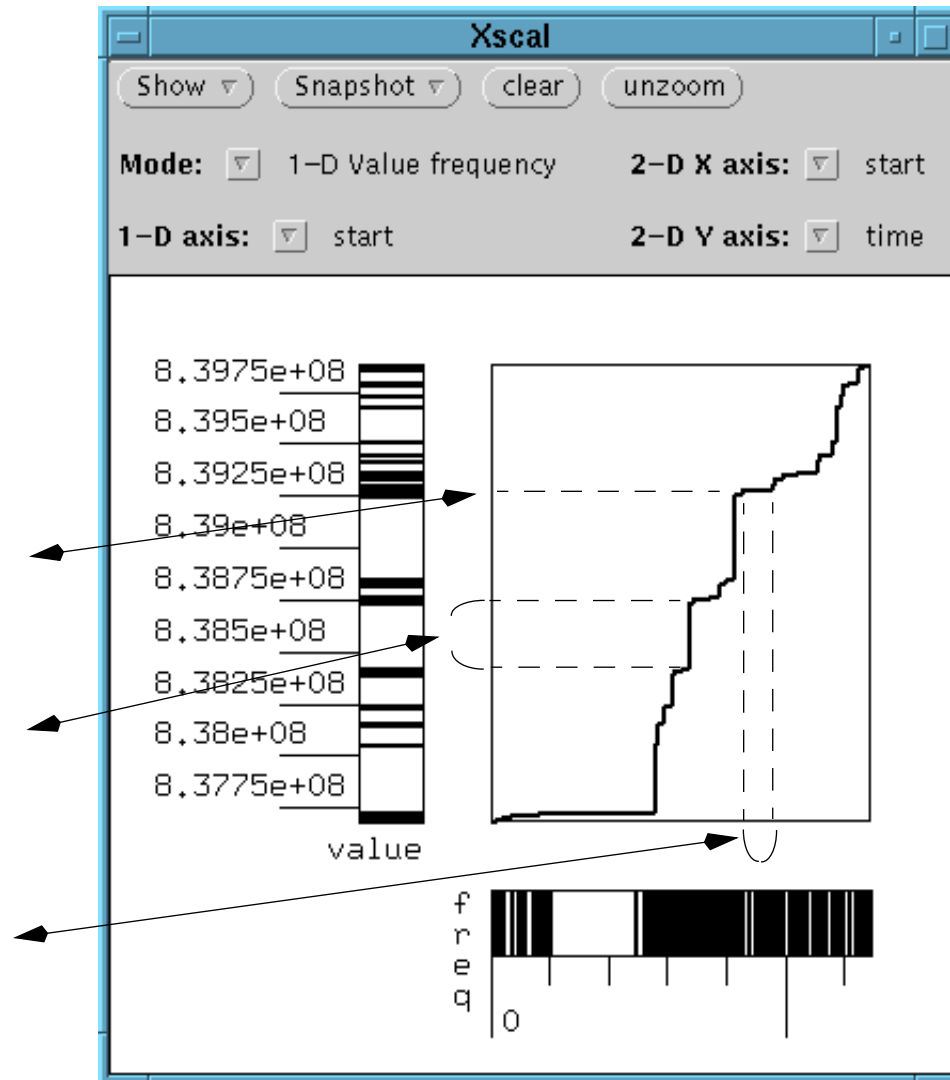 Xscal
Show Snapshot clear unzoom
Mode: 1-D Value frequency 2-D X axis: start
1-D axis: start 2-D Y axis: time
8.3975e+08
8.395e+08
8.3925e+08
8.39e+08
8.3875e+08
8.385e+08
8.3825e+08
8.38e+08
8.3775e+08
value
freq
0